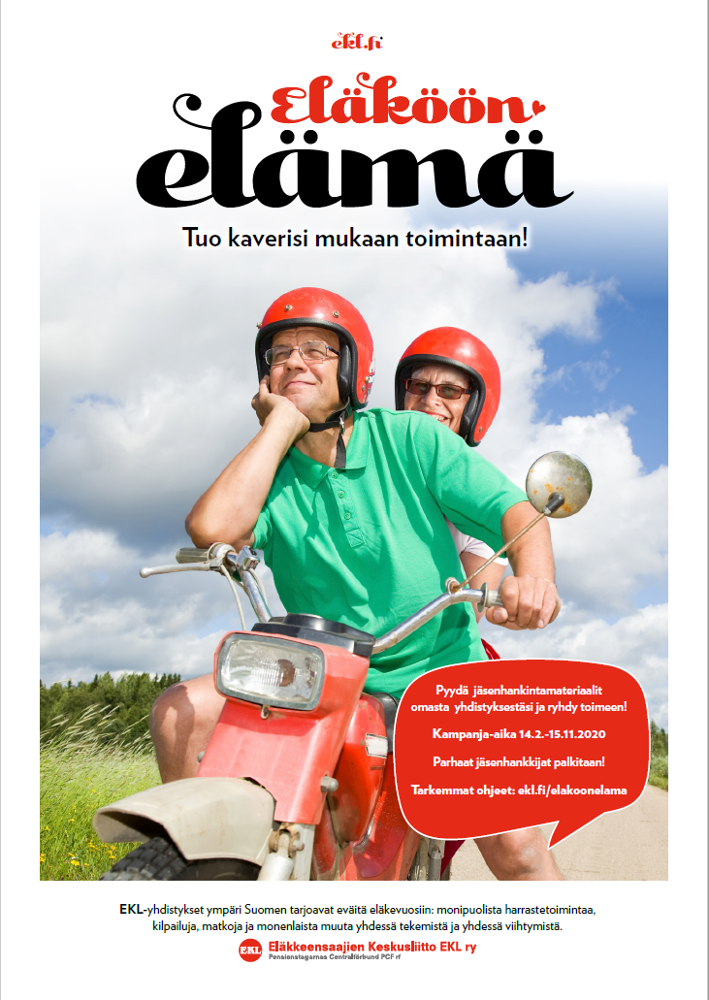 ekl.fi
Eläköön
elämä
Tuo kaverisi mukaan toimintaan!
Pyydä jäsenhankintamateriaalit
omasta yhdistyksestäsi ja ryhdy toimeen!
Kampanja-aika 14.2.-15.11.2020
Parhaat jäsenhankkijat palkitaan!
Tarkemmat ohjeet: ekl.fi/elakoonelama
EKL-yhdistykset ympäri Suomen tarjoavat eväitä eläkevuosiin: monipuolista harrastetoimintaa,
kilpailuja, matkoja ja monenlaista muuta yhdessä tekemistä ja yhdessä viihtymistä.
EKL Eläkkeensaajien Keskusliitto EKL ry
Pensionstagarnas Centralförbund PCF rf